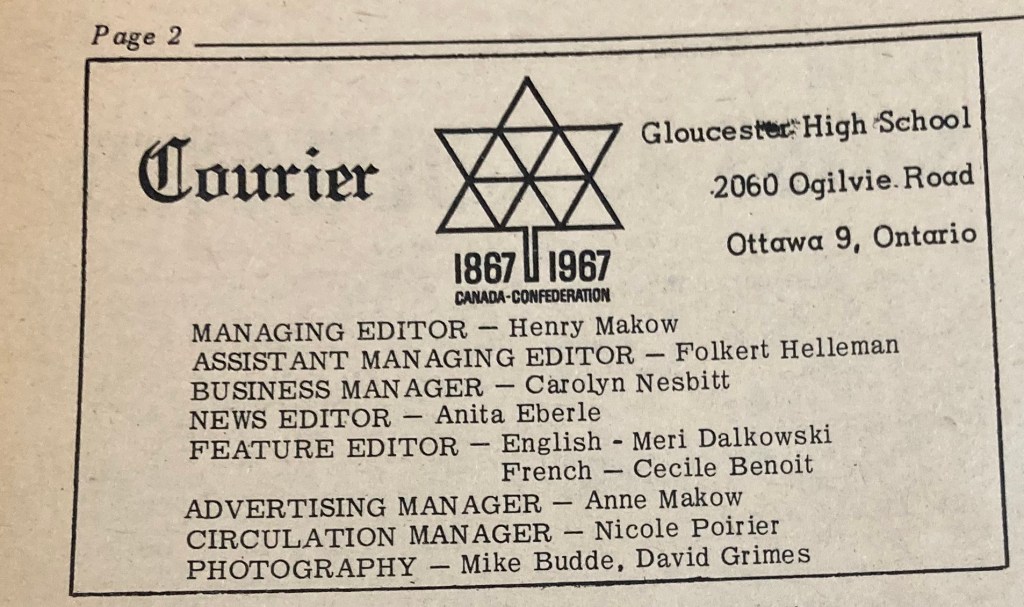 Page 2
Courier
Gloucester High School
2060 Ogilvie Road
Ottawa 9, Ontario
1867 1967
CANADA-CONFEDERATION
MANAGING EDITOR — Henry Makow
ASSISTANT MANAGING EDITOR — Folkert Helleman
BUSINESS MANAGER — Carolyn Nesbitt
NEWS EDITOR — Anita Eberle
FEATURE EDITOR — English - Meri Dalkowski
French — Cecile Benoit
ADVERTISING MANAGER — Anne Makow
CIRCULATION MANAGER — Nicole Poirier
PHOTOGRAPHY — Mike Budde, David Grimes